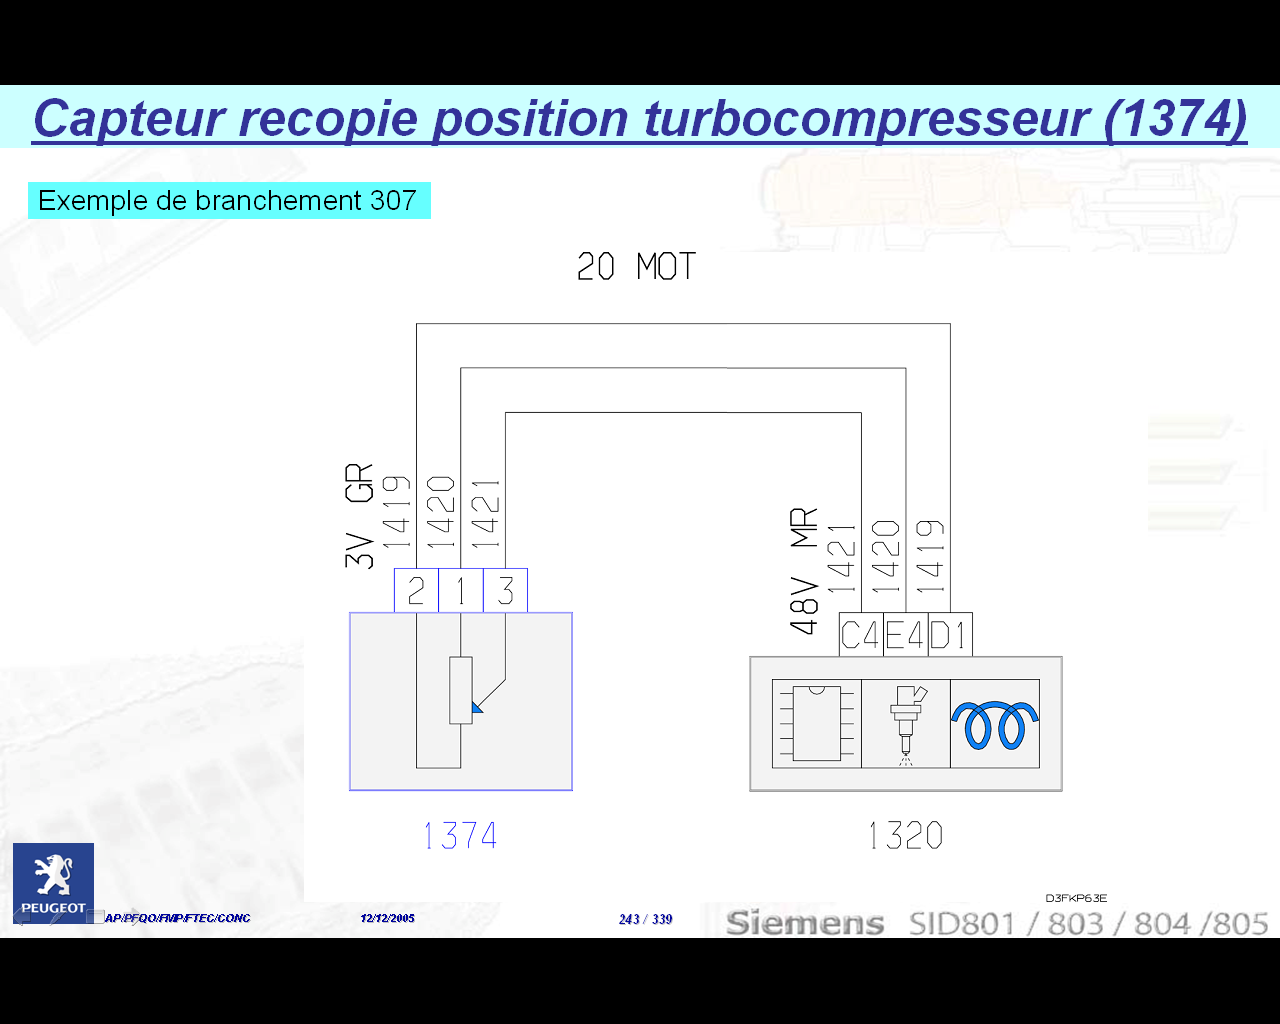 Capteur recopie position turbocompresseur (1374)
Exemple de branchement 307
20 MOT
3V GR
1419
1420
1421
48V MR
1421
1420
1419
2 1 3
C4 E4 D1
1374
1320
D3FKP63E
PEUGEOT
AP/PFQO/FMP/FTEC/CONC
12/12/2005
243 / 339
Siemens SID801 / 803 / 804 /805